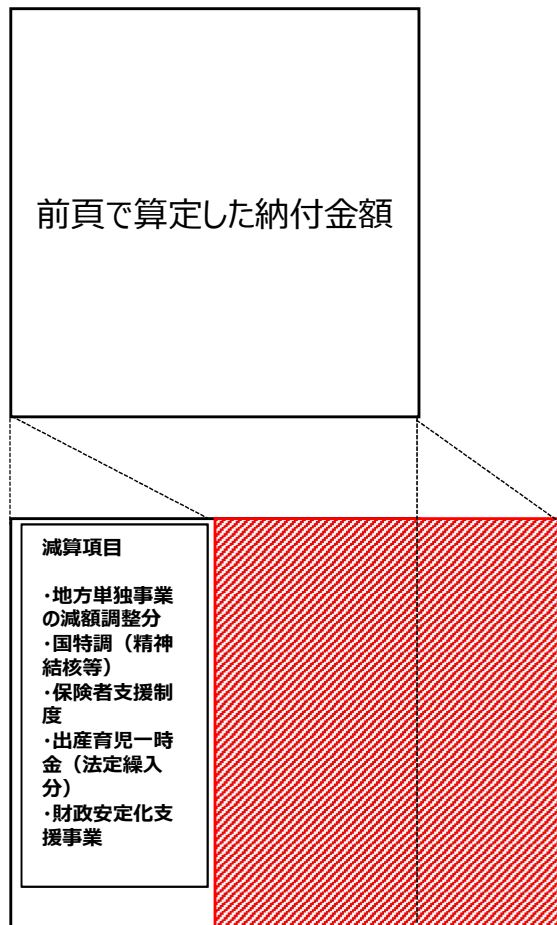 前頁で算定した納付金額
減算項目
・地方単独事業
の減額調整分
・国特調（精神
結核等）
・保険者支援制
度
・出産育児一時
金（法定繰入
分）
・財政安定化支
援事業